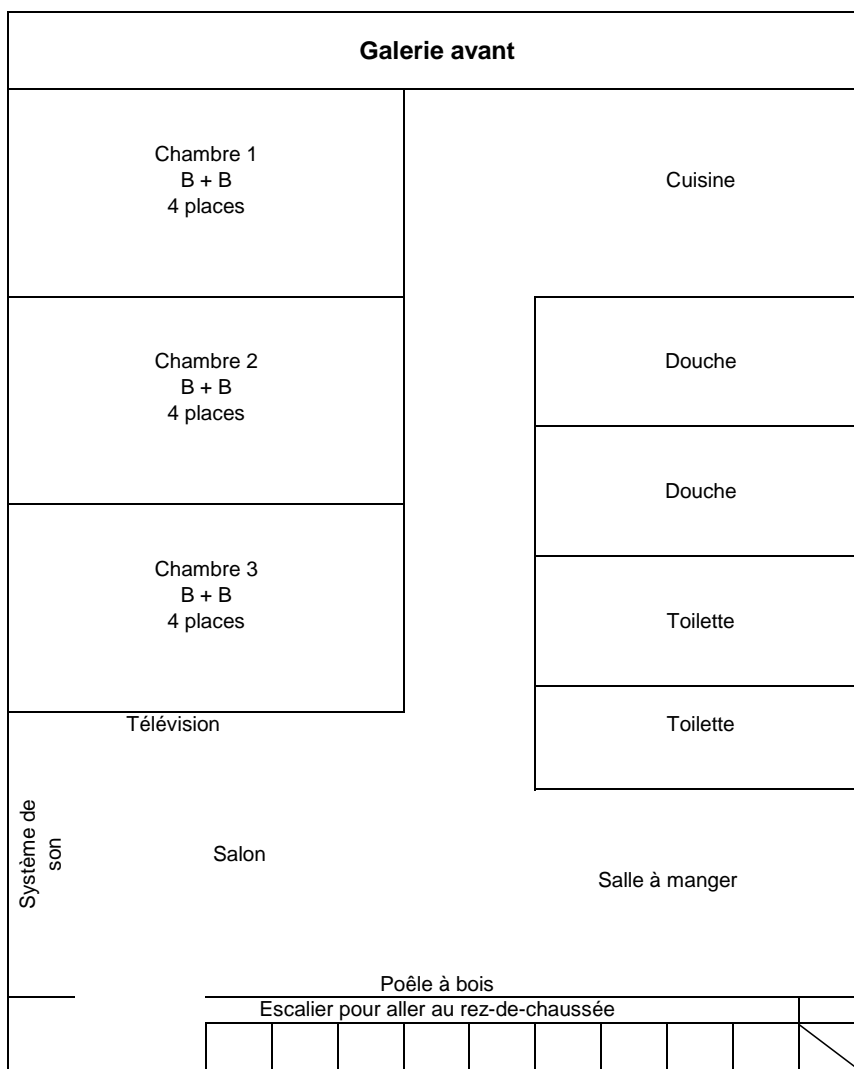 Galerie avant
Chambre 1
B + B
4 places
Cuisine
Chambre 2
B + B
4 places
Douche
Douche
Chambre 3
B + B
4 places
Toilette
Télévision
Toilette
Système de
son
Salon
Salle à manger
Poêle à bois
Escalier pour aller au rez-de-chaussée